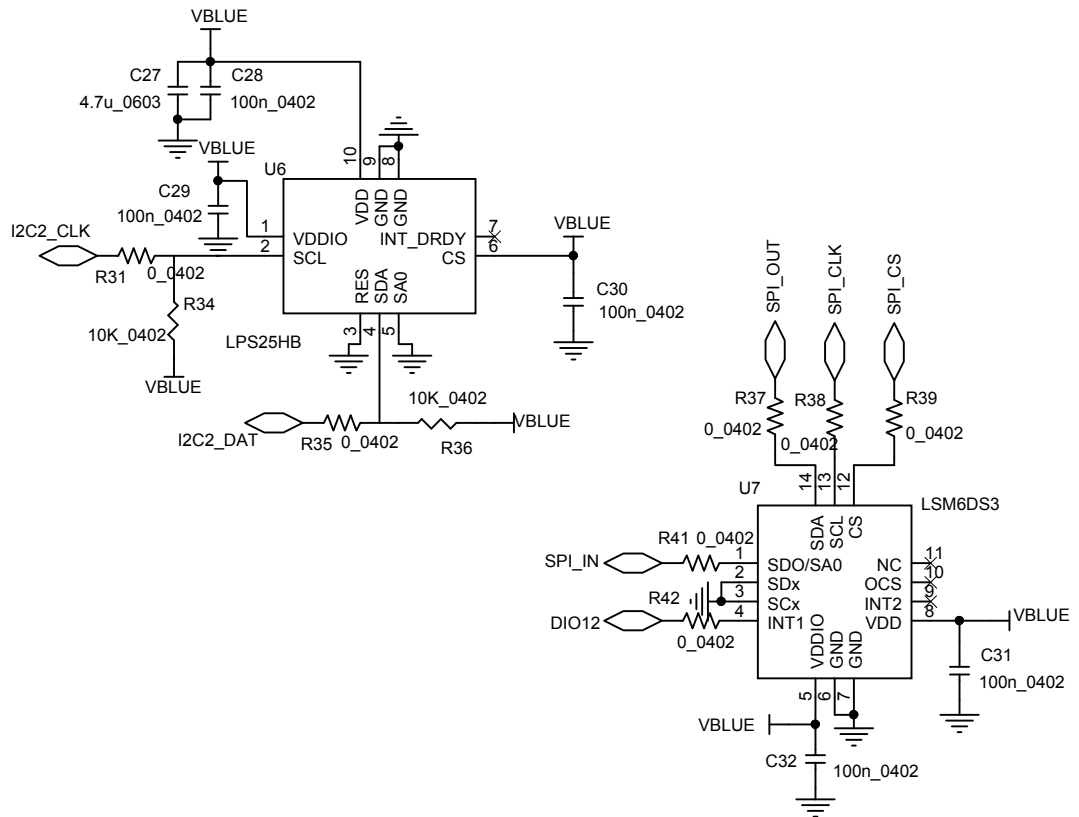 VBLUE
C27
4.7u_0603
C28
100n_0402
VBLUE
C29
100n_0402
U6
10
9
8
VDD
GND
GND
1
VDDIO
2
SCL
INT_DRDY
7
CS
6
RES
SDA
SA0
3
4
5
LPS25HB
I2C2_CLK
R31
0_0402
R34
10K_0402
VBLUE
VBLUE
C30
100n_0402
I2C2_DAT
R35
0_0402
10K_0402
R36
VBLUE
SPI_OUT
SPI_CLK
SPI_CS
R37
0_0402
R38
0_0402
R39
0_0402
U7
14
13
12
LSM6DS3
SDA
SCL
CS
SPI_IN
R41
0_0402
1
SDO/SA0
2
SDx
3
SCx
4
INT1
R42
0_0402
DIO12
NC
11
OCS
10
INT2
9
VDD
8
VDDIO
GND
GND
5
6
7
VBLUE
C31
100n_0402
VBLUE
C32
100n_0402